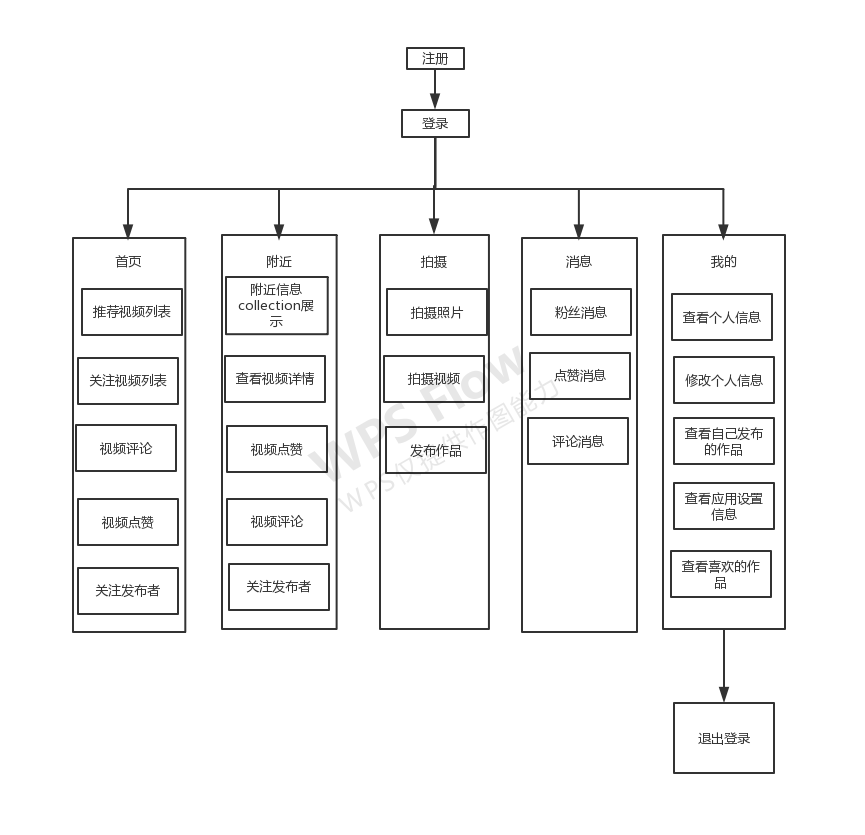 注册
登录
首页
推荐视频列表
关注视频列表
视频评论
视频点赞
关注发布者
附近
附近信息
collection展
示
查看视频详情
视频点赞
视频评论
关注发布者
拍摄
拍摄照片
拍摄视频
发布作品
消息
粉丝消息
点赞消息
评论消息
我的
查看个人信息
修改个人信息
查看自己发布
的作品
查看应用设置
信息
查看喜欢的作
品
退出登录
WPS Flow
WPS仅提供作图能力